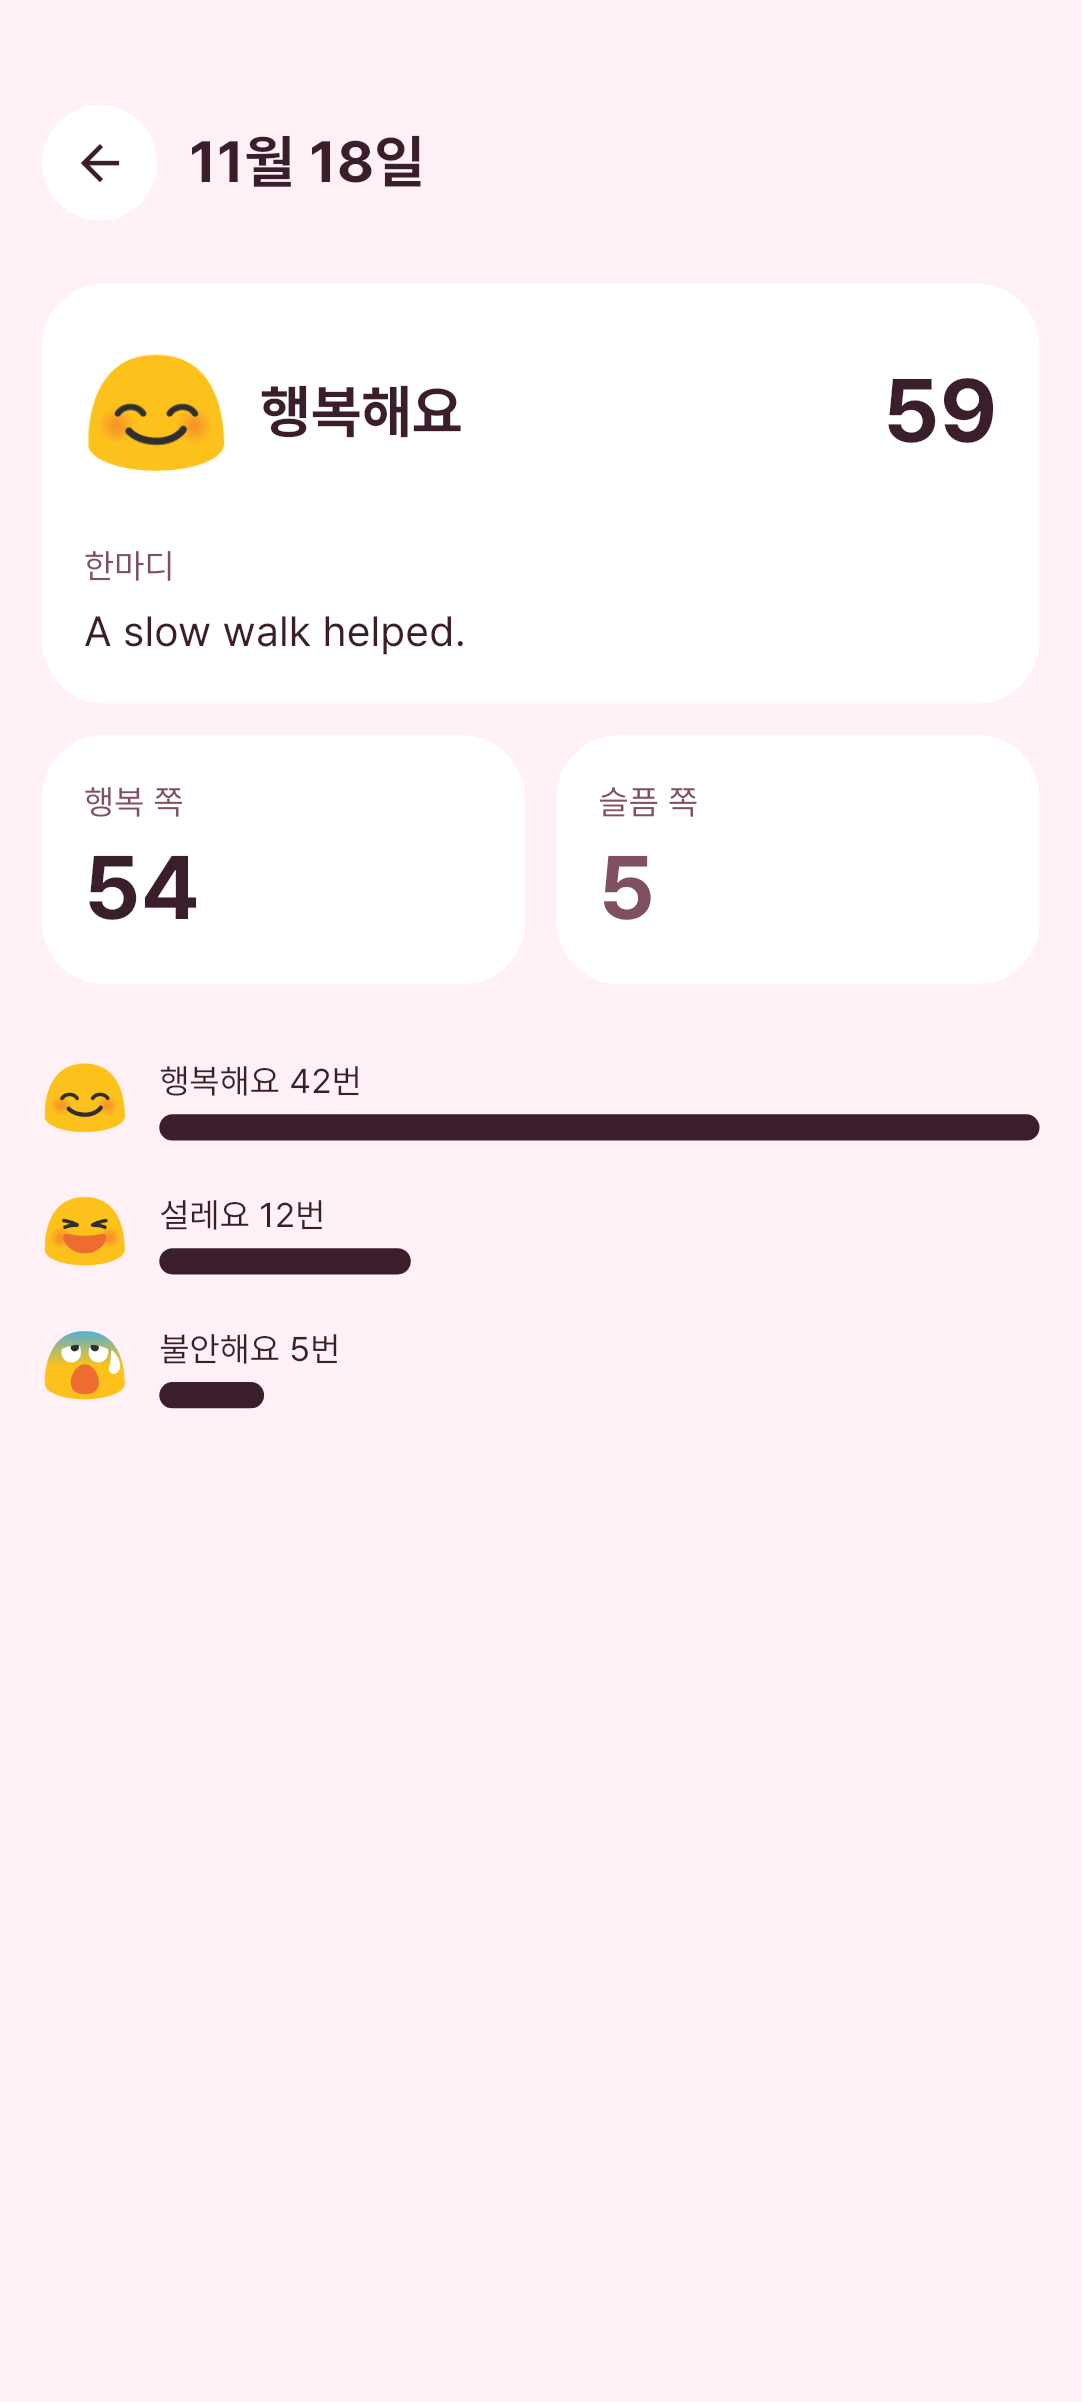 11월 18일
행복해요
59
한마디
A slow walk helped.
행복 쪽
54
슬픔 쪽
5
행복해요 42번
설레요 12번
불안해요 5번